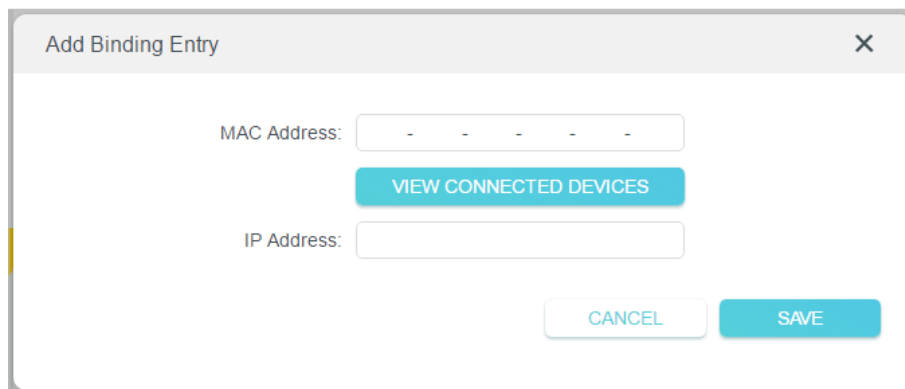 Add Binding Entry ✕
MAC Address: - - - - -
VIEW CONNECTED DEVICES
IP Address:
CANCEL SAVE